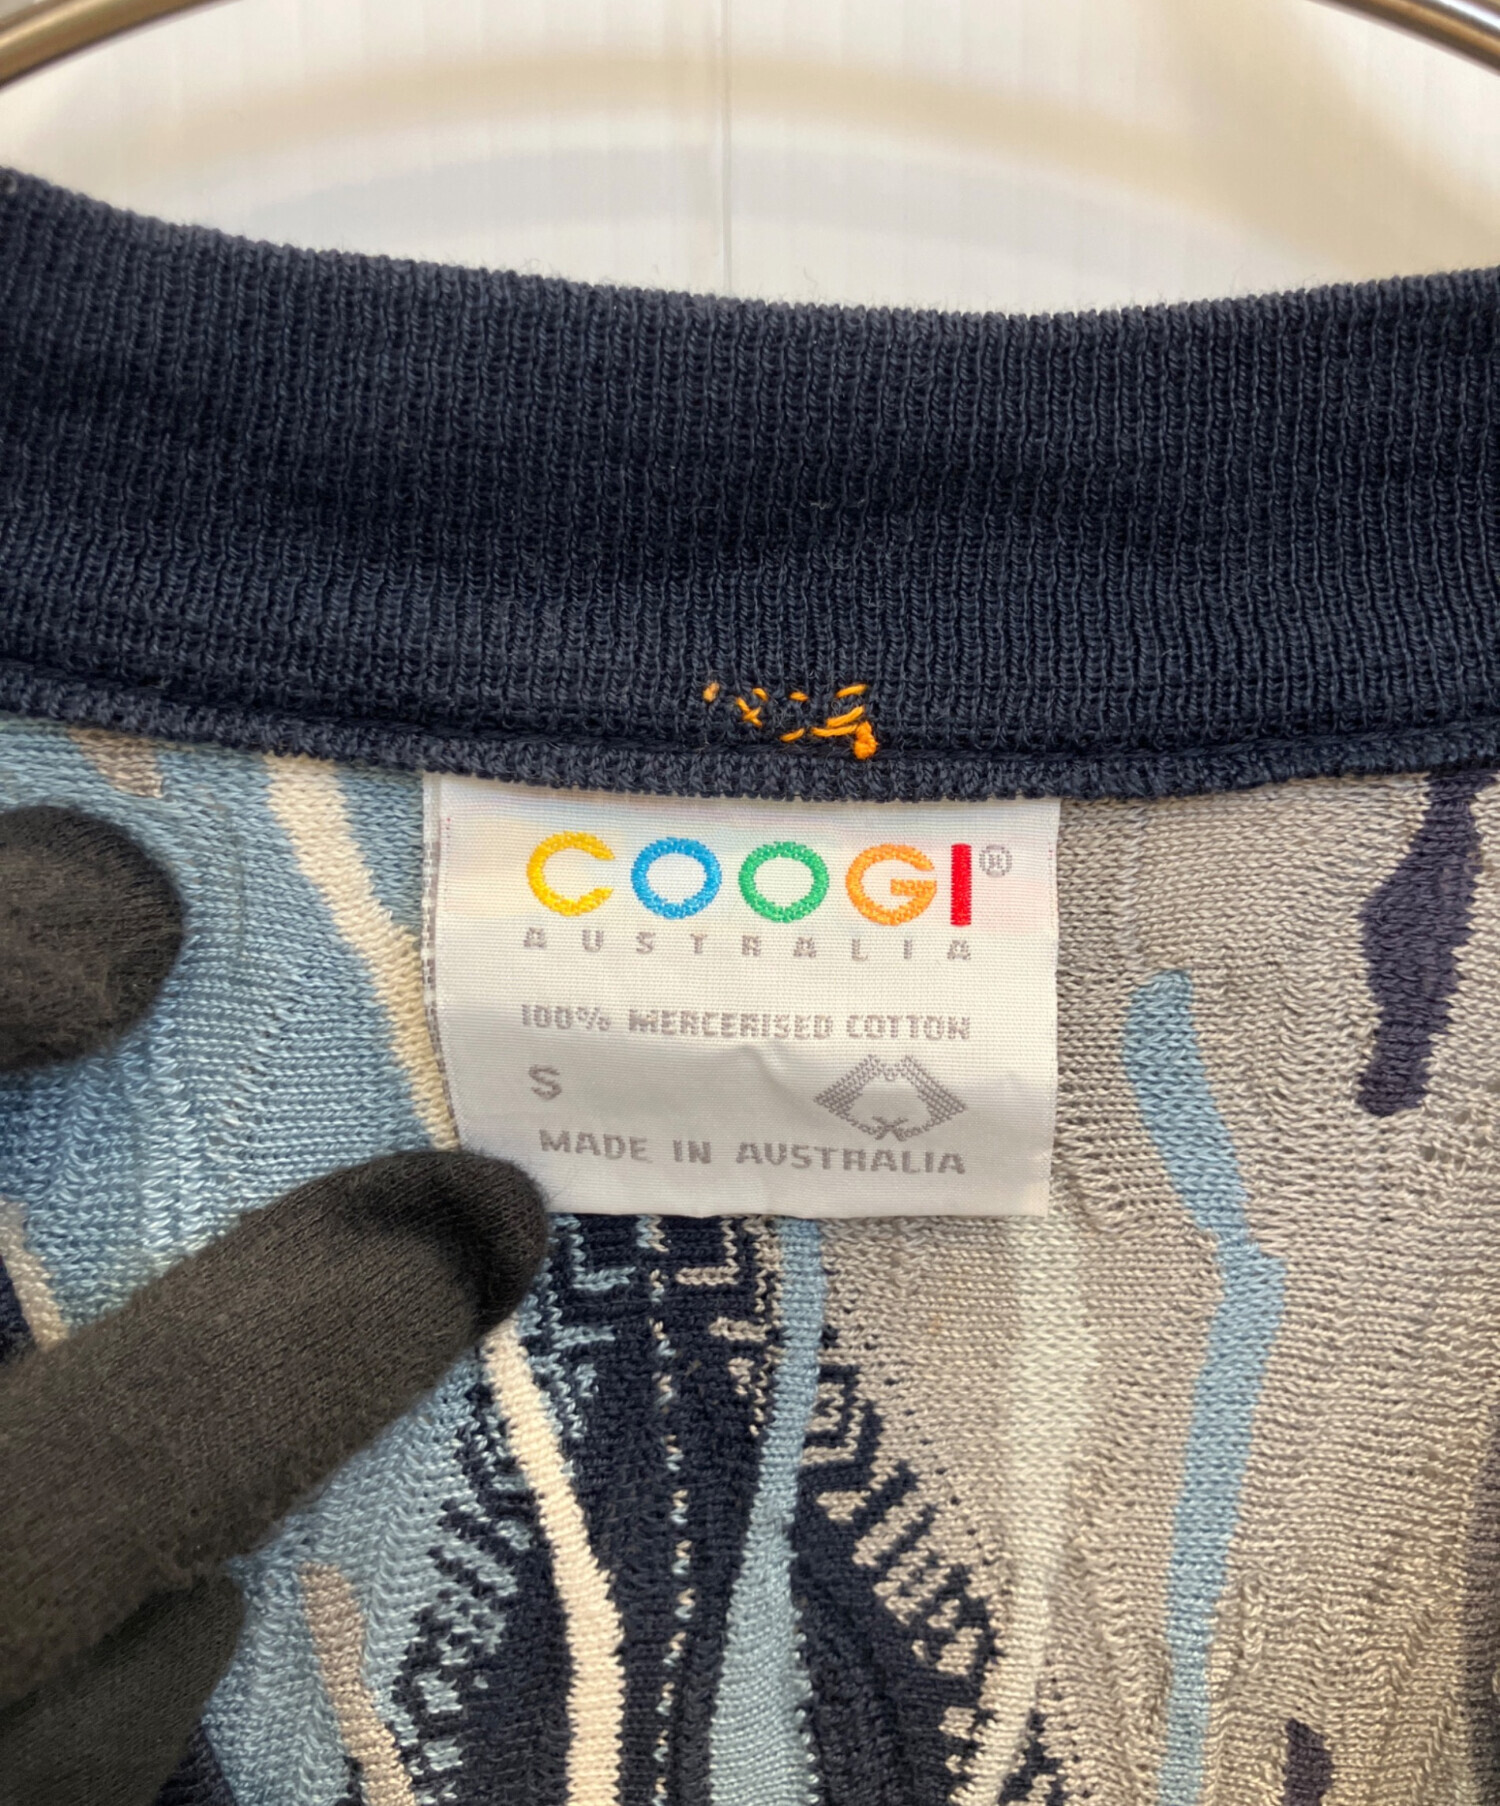 COOGI®
AUSTRALIA
100% MERCERISED COTTON
S
MADE IN AUSTRALIA